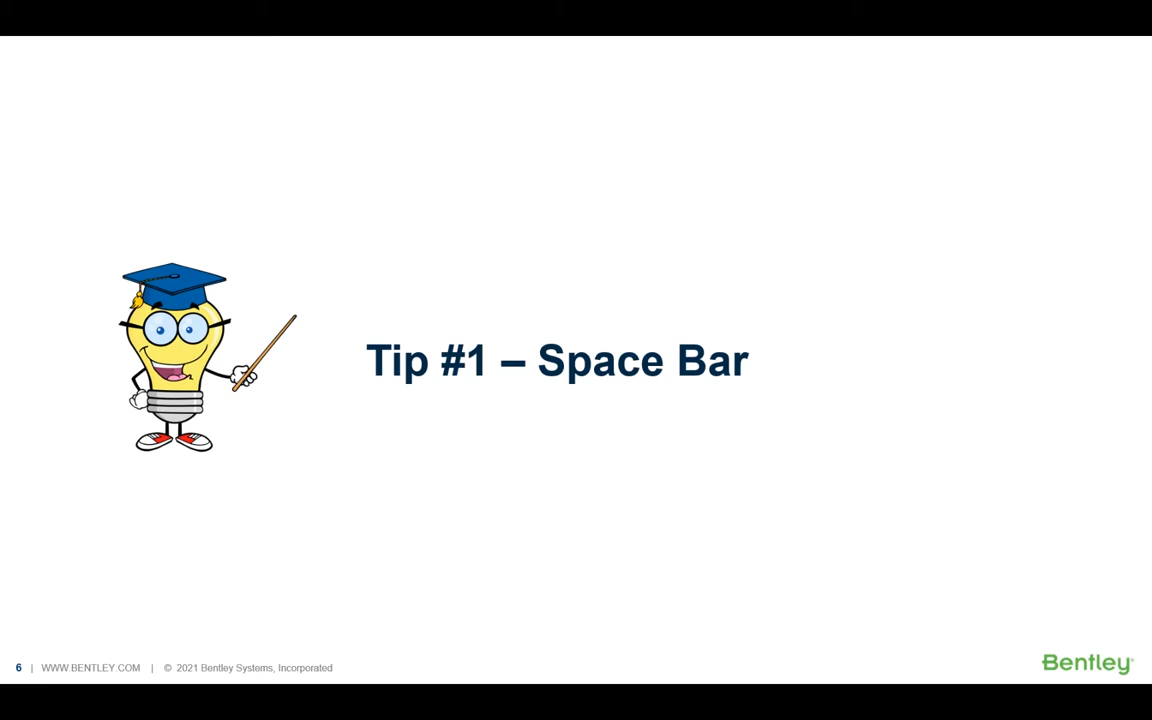 Tip #1 – Space Bar
6 | WWW.BENTLEY.COM | © 2021 Bentley Systems, Incorporated
Bentley®